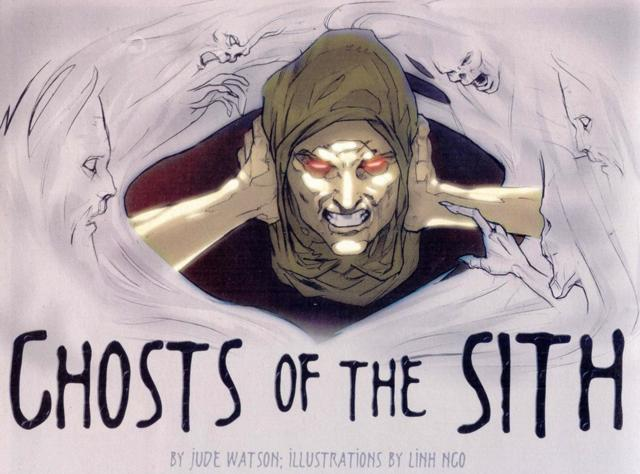 GHOSTS OF THE SITH
BY JUDE WATSON; ILLUSTRATIONS BY LINH NGO